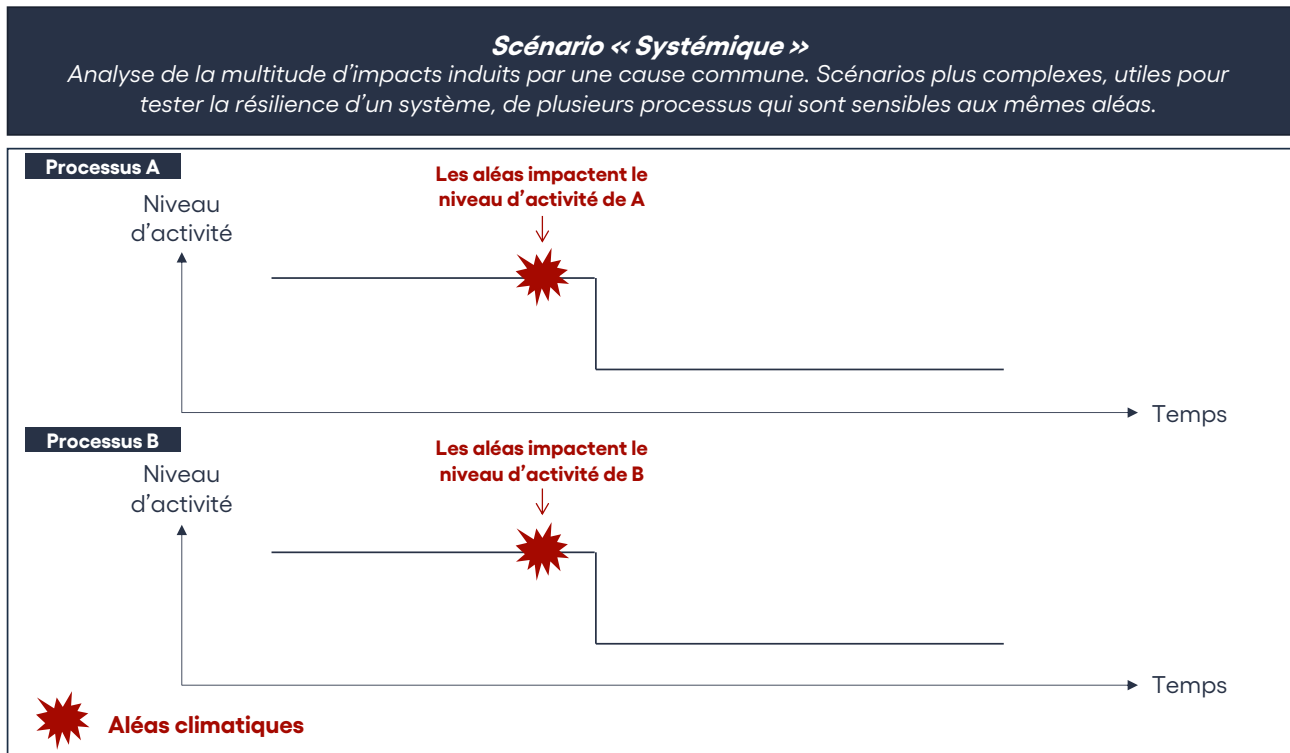 Scénario « Systémique »
Analyse de la multitude d’impacts induits par une cause commune. Scénarios plus complexes, utiles pour
tester la résilience d’un système, de plusieurs processus qui sont sensibles aux mêmes aléas.
Processus A
Les aléas impactent le
niveau d’activité de A
Niveau
d’activité
Temps
Processus B
Les aléas impactent le
niveau d’activité de B
Niveau
d’activité
Temps
Aléas climatiques